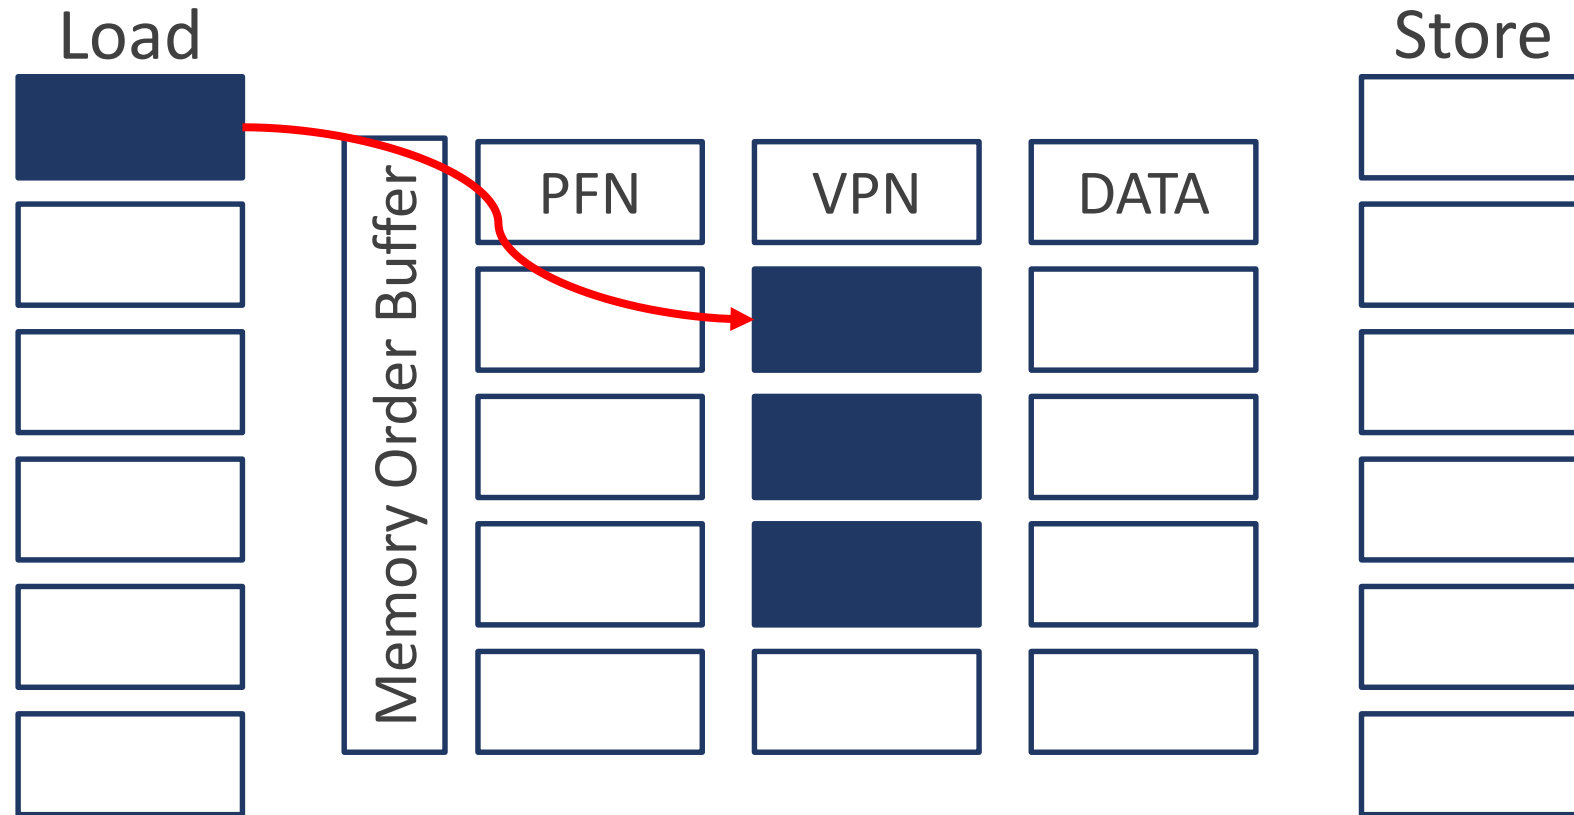 Load
Store
Memory Order Buffer
PFN
VPN
DATA